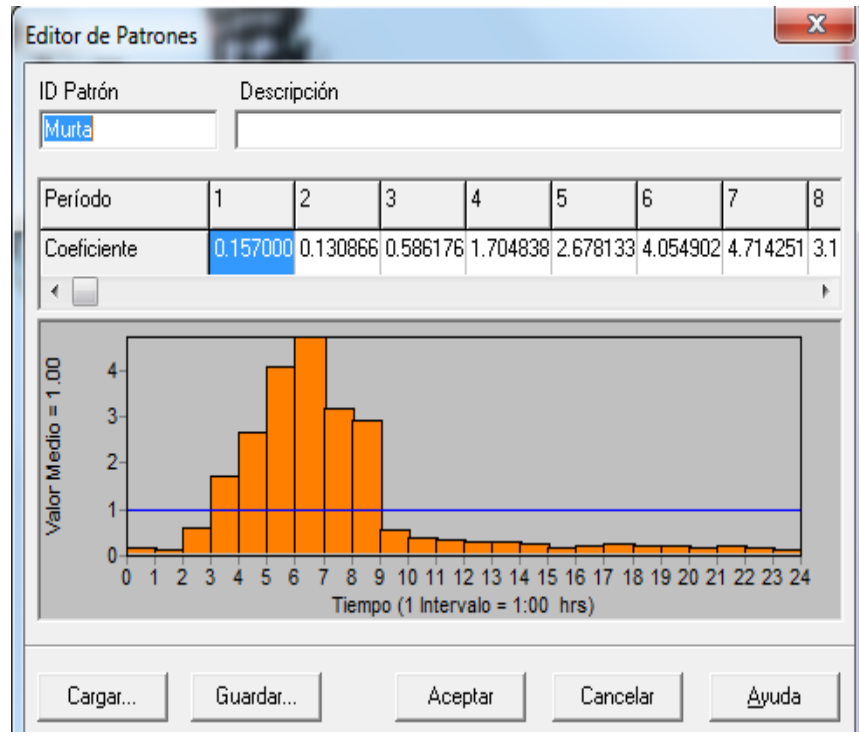 Editor de Patrones
ID Patrón Descripción
Murta
Período 1 2 3 4 5 6 7 8
Coeficiente 0.157000 0.130866 0.586176 1.704838 2.678133 4.054902 4.714251 3.1
Valor Medio = 1.00
4
3
2
1
0
0 1 2 3 4 5 6 7 8 9 10 11 12 13 14 15 16 17 18 19 20 21 22 23 24
Tiempo (1 Intervalo = 1:00 hrs)
Cargar... Guardar... Aceptar Cancelar Ayuda